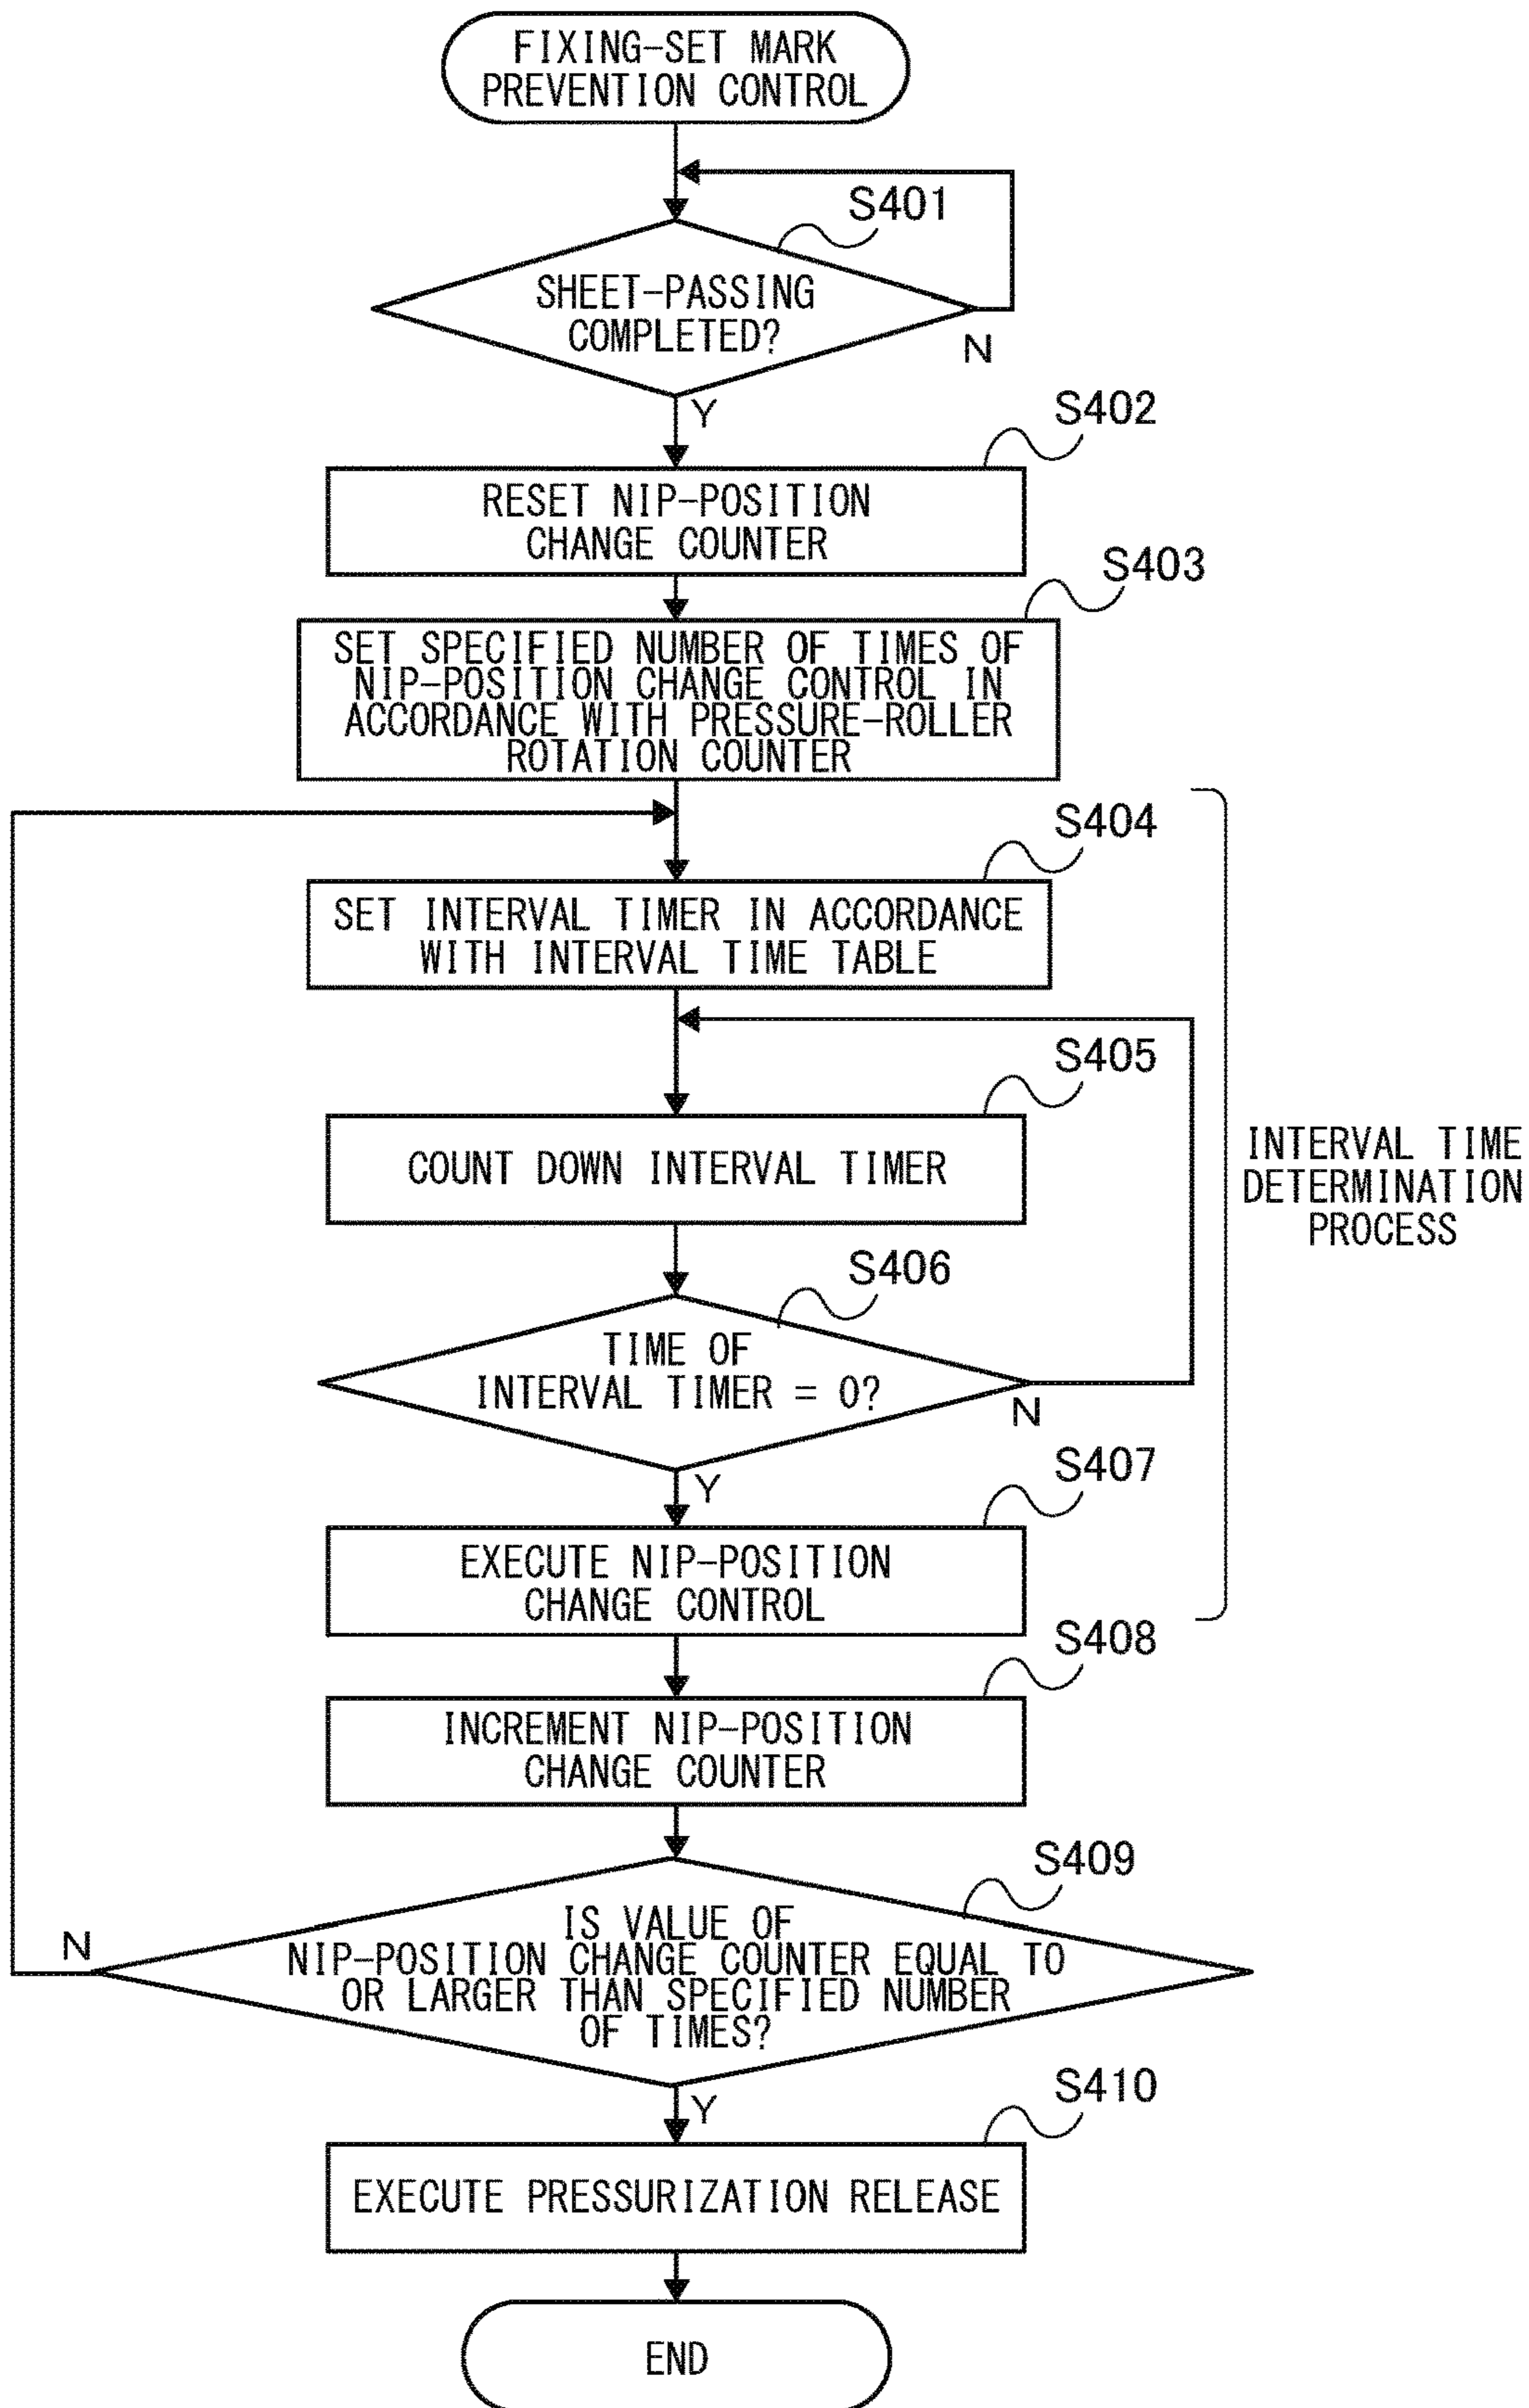 FIXING-SET MARK
PREVENTION CONTROL
S401
SHEET-PASSING
COMPLETED?
N
Y
S402
RESET NIP-POSITION
CHANGE COUNTER
S403
SET SPECIFIED NUMBER OF TIMES OF
NIP-POSITION CHANGE CONTROL IN
ACCORDANCE WITH PRESSURE-ROLLER
ROTATION COUNTER
S404
SET INTERVAL TIMER IN ACCORDANCE
WITH INTERVAL TIME TABLE
S405
COUNT DOWN INTERVAL TIMER
INTERVAL TIME
DETERMINATION
PROCESS
S406
TIME OF
INTERVAL TIMER = 0?
N
Y
S407
EXECUTE NIP-POSITION
CHANGE CONTROL
S408
INCREMENT NIP-POSITION
CHANGE COUNTER
S409
IS VALUE OF
NIP-POSITION CHANGE COUNTER EQUAL TO
OR LARGER THAN SPECIFIED NUMBER
OF TIMES?
N
Y
S410
EXECUTE PRESSURIZATION RELEASE
END